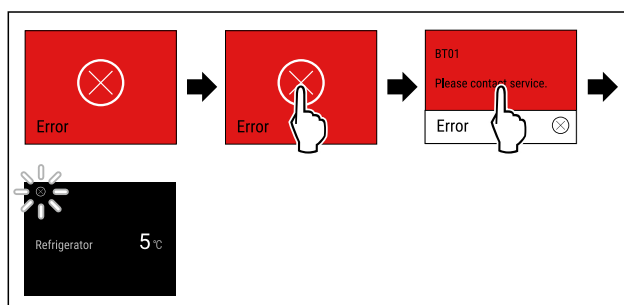 Error
Error
BT01
Please contact service.
Error
Refrigerator 5 °C